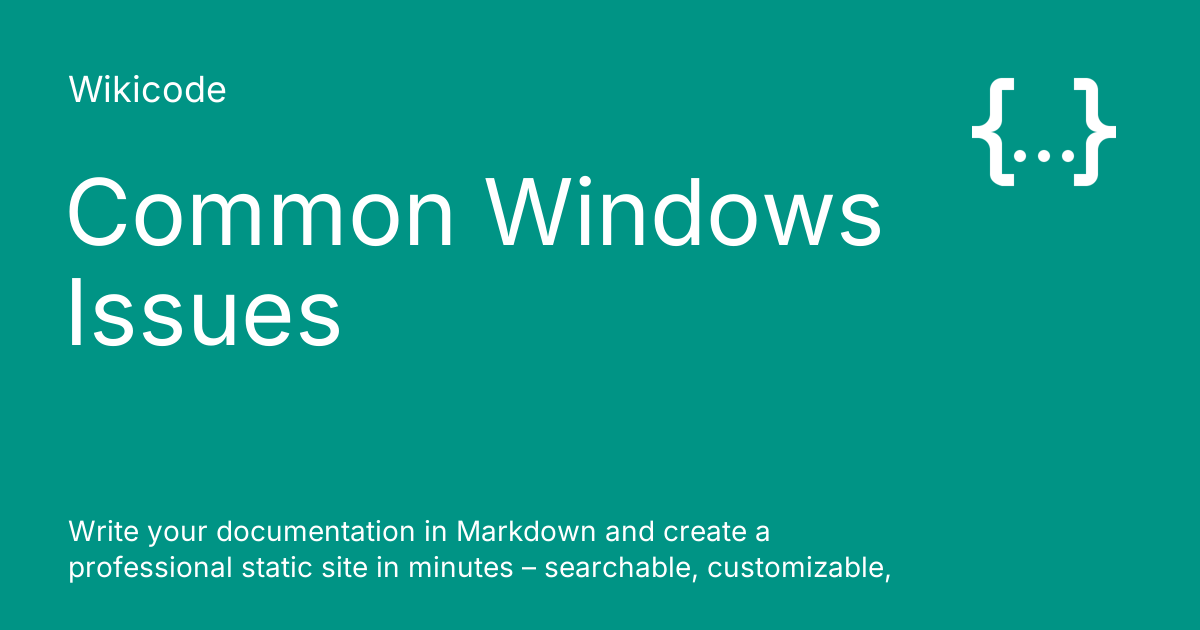 Wikicode
{...}
Common Windows
Issues
Write your documentation in Markdown and create a
professional static site in minutes – searchable, customizable,